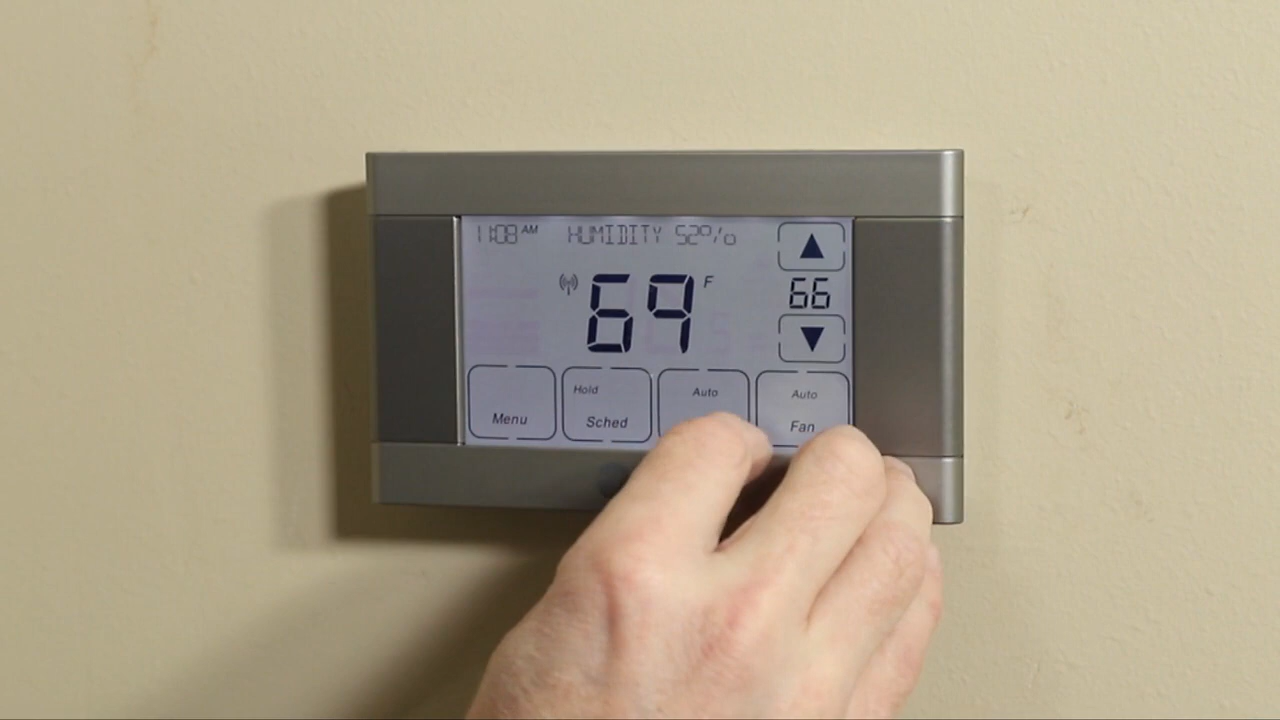 11:08 AM HUMIDITY 52%
69 F
66
Menu
Hold
Sched
Auto
Auto
Fan